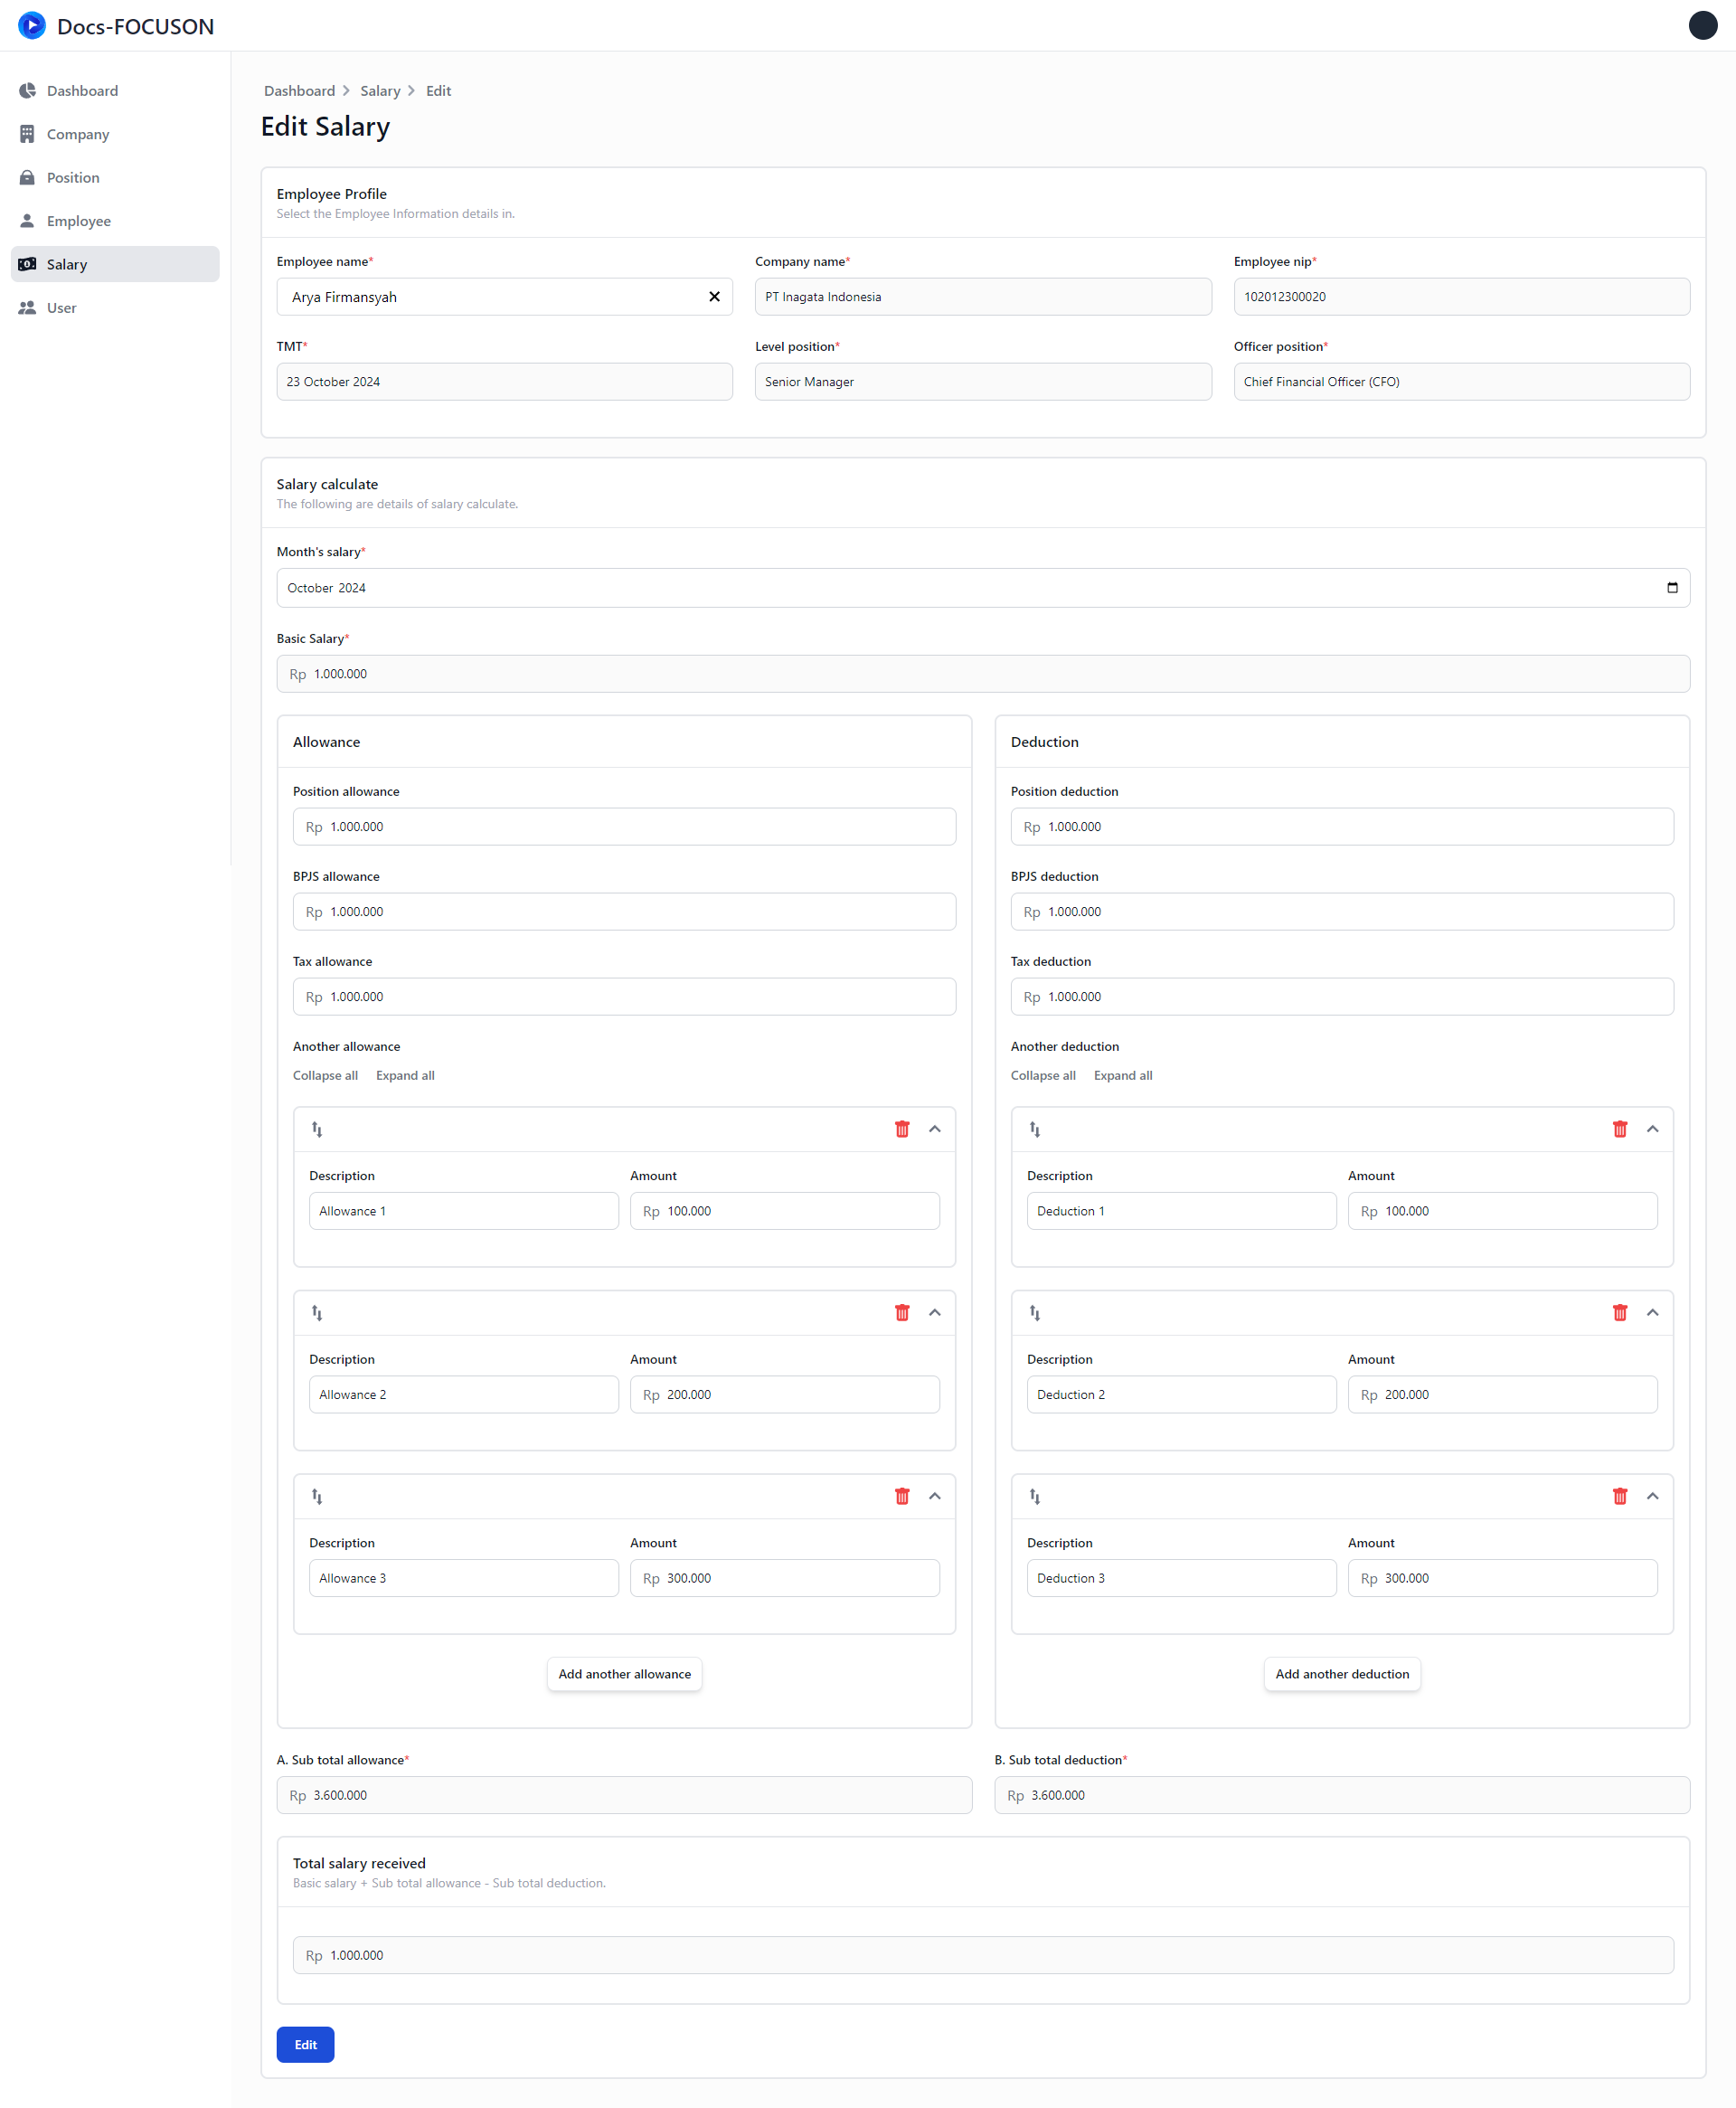 Docs-FOCUSON
Dashboard
Company
Position
Employee
Salary
User
Dashboard Salary Edit
Edit Salary
Employee Profile
Select the Employee Information details in.
Employee name* Company name* Employee nip*
Arya Firmansyah PT Inagata Indonesia 102012300020
TMT* Level position* Officer position*
23 October 2024 Senior Manager Chief Financial Officer (CFO)
Salary calculate
The following are details of salary calculate.
Month's salary*
October 2024
Basic Salary*
Rp 1.000.000
Allowance
Position allowance
Rp 1.000.000
BPJS allowance
Rp 1.000.000
Tax allowance
Rp 1.000.000
Another allowance
Collapse all Expand all
Description Amount
Allowance 1 Rp 100.000
Description Amount
Allowance 2 Rp 200.000
Description Amount
Allowance 3 Rp 300.000
Add another allowance
Deduction
Position deduction
Rp 1.000.000
BPJS deduction
Rp 1.000.000
Tax deduction
Rp 1.000.000
Another deduction
Collapse all Expand all
Description Amount
Deduction 1 Rp 100.000
Description Amount
Deduction 2 Rp 200.000
Description Amount
Deduction 3 Rp 300.000
Add another deduction
A. Sub total allowance* B. Sub total deduction*
Rp 3.600.000 Rp 3.600.000
Total salary received
Basic salary + Sub total allowance - Sub total deduction.
Rp 1.000.000
Edit